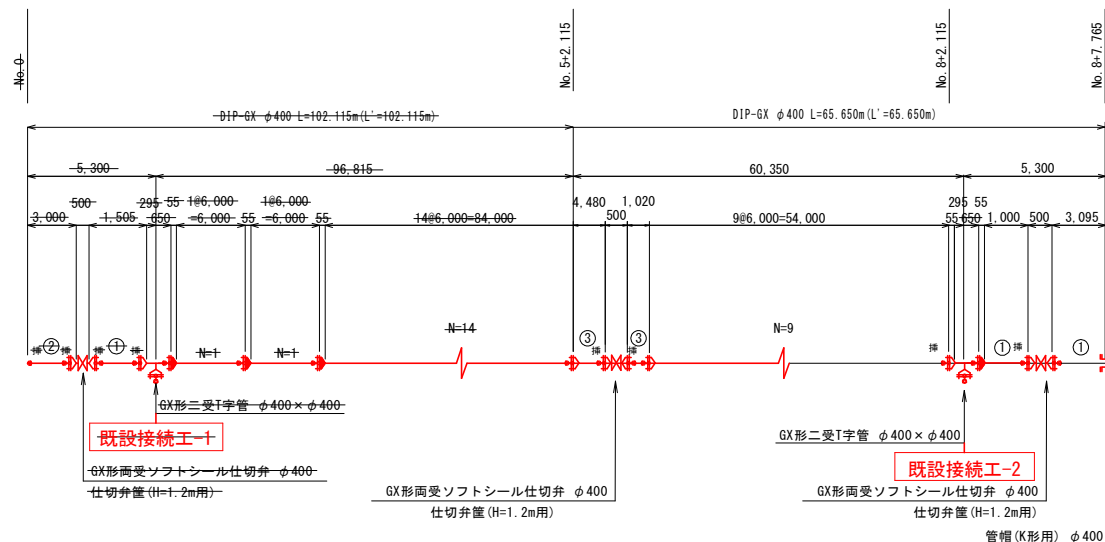 No.0
No.5+2.115
No.8+2.115
No.8+7.765
DIP-GX φ400 L=102.115m(L'=102.115m)
DIP-GX φ400 L=65.650m(L'=65.650m)
5,300
96,815
60,350
5,300
500
295
55
1@6,000
1@6,000
4,480
1,020
295
55
3,000
1,505
650
=6,000
55
=6,000
55
14@6,000=84,000
500
9@6,000=54,000
55
650
1,000
500
3,095
挿
②
挿
①
挿
N=1
N=1
N=14
③
挿
挿
③
N=9
挿
①
挿
①
GX形二受T字管 φ400×φ400
既設接続工-1
GX形両受ソフトシール仕切弁 φ400
仕切弁筐(H=1.2m用)
GX形両受ソフトシール仕切弁 φ400
仕切弁筐(H=1.2m用)
GX形二受T字管 φ400×φ400
既設接続工-2
GX形両受ソフトシール仕切弁 φ400
仕切弁筐(H=1.2m用)
管帽(K形用) φ400